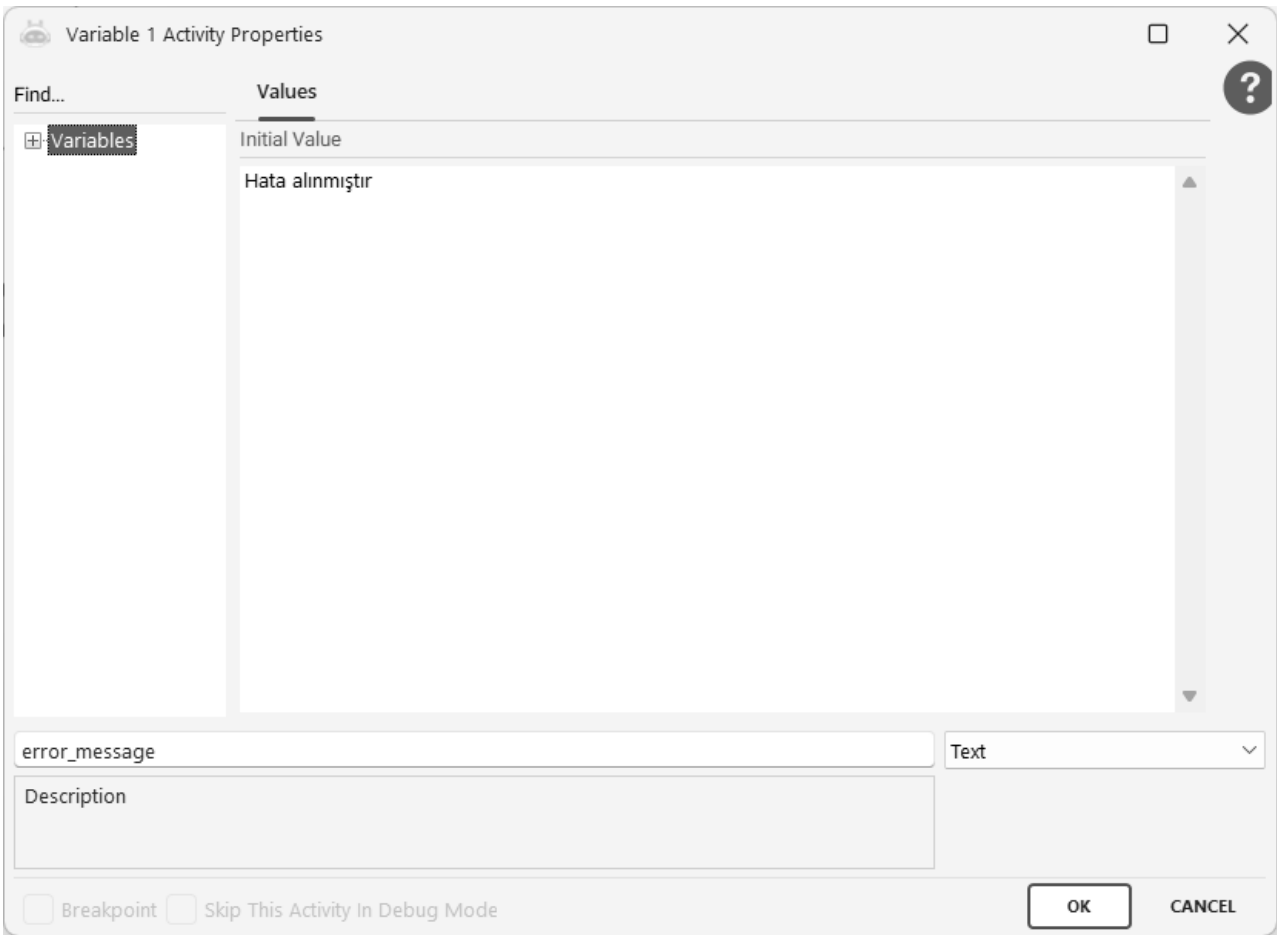 Variable 1 Activity Properties
Find...
Values
?
Variables
Initial Value
Hata alınmıştır
error_message
Text
Description
Breakpoint
Skip This Activity In Debug Mode
OK
CANCEL